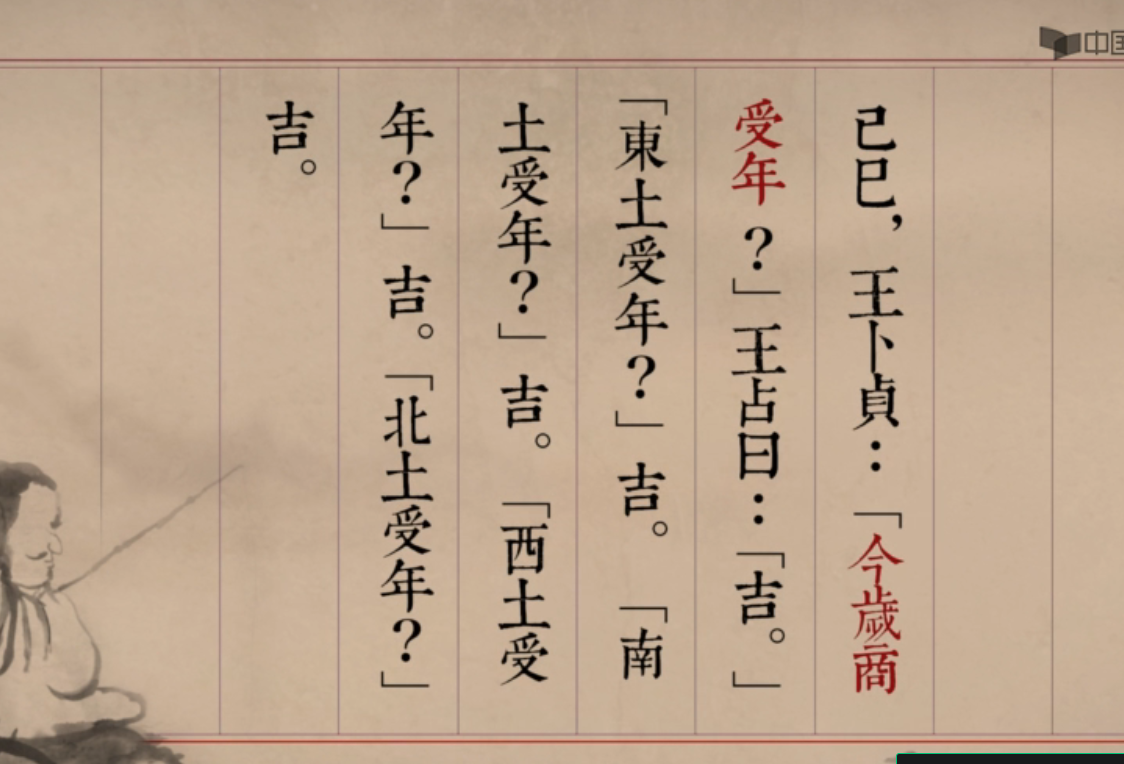 己巳，王卜貞：「今歲商
受年？」王占曰：「吉。」
「東土受年？」吉。「南
土受年？」吉。「西土受
年？」吉。「北土受年？」
吉。
中国